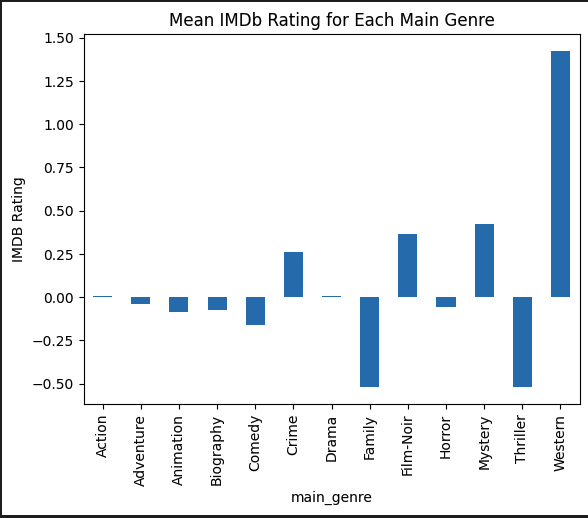 Mean IMDb Rating for Each Main Genre
1.50
1.25
1.00
0.75
0.50
0.25
0.00
−0.25
−0.50
IMDB Rating
Action
Adventure
Animation
Biography
Comedy
Crime
Drama
Family
Film-Noir
Horror
Mystery
Thriller
Western
main_genre